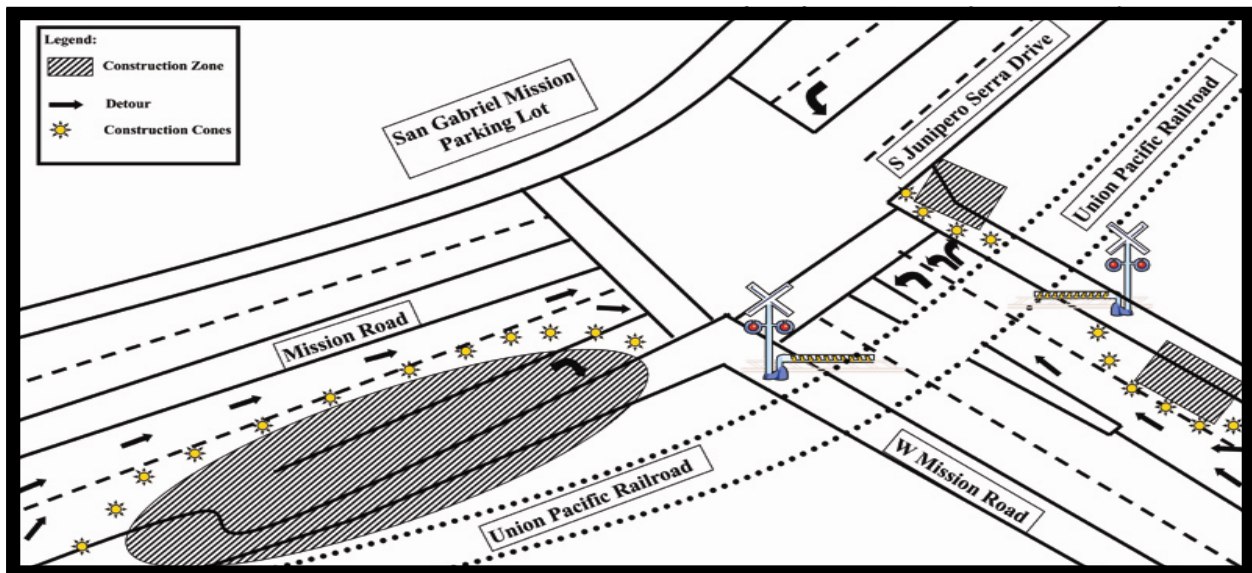 Legend:
Construction Zone
Detour
Construction Cones
San Gabriel Mission
Parking Lot
S Junipero Serra Drive
Union Pacific Railroad
Mission Road
Union Pacific Railroad
W Mission Road